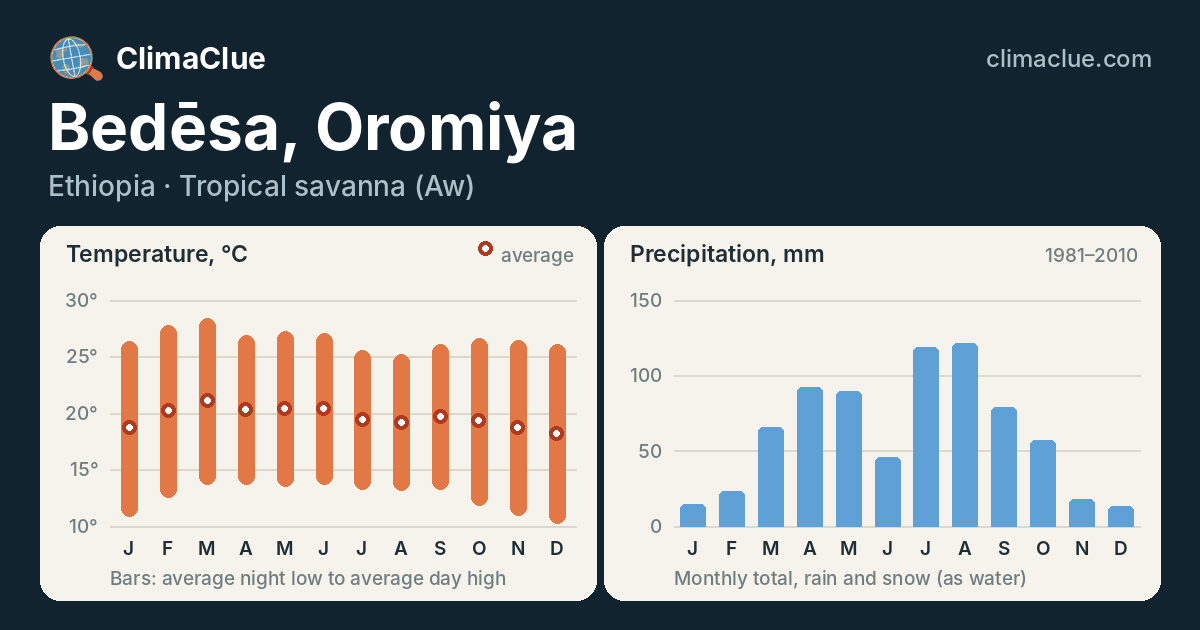 ClimaClue
climaclue.com
Bedēsa, Oromiya
Ethiopia · Tropical savanna (Aw)
Temperature, °C
average
30°
25°
20°
15°
10°
J F M A M J J A S O N D
Bars: average night low to average day high
Precipitation, mm
1981–2010
150
100
50
0
J F M A M J J A S O N D
Monthly total, rain and snow (as water)